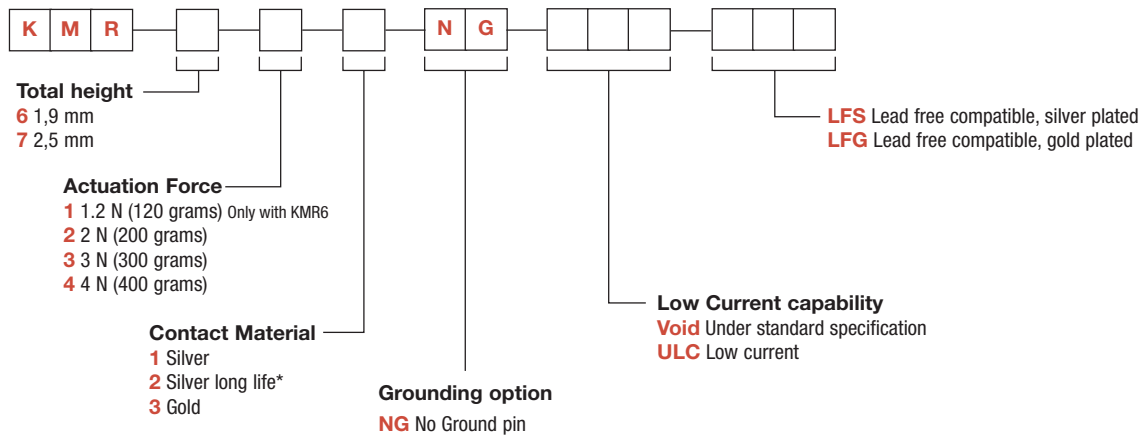 K M R N G
Total height
6 1,9 mm
7 2,5 mm
LFS Lead free compatible, silver plated
LFG Lead free compatible, gold plated
Actuation Force
1 1.2 N (120 grams) Only with KMR6
2 2 N (200 grams)
3 3 N (300 grams)
4 4 N (400 grams)
Low Current capability
Void Under standard specification
ULC Low current
Contact Material
1 Silver
2 Silver long life*
3 Gold
Grounding option
NG No Ground pin